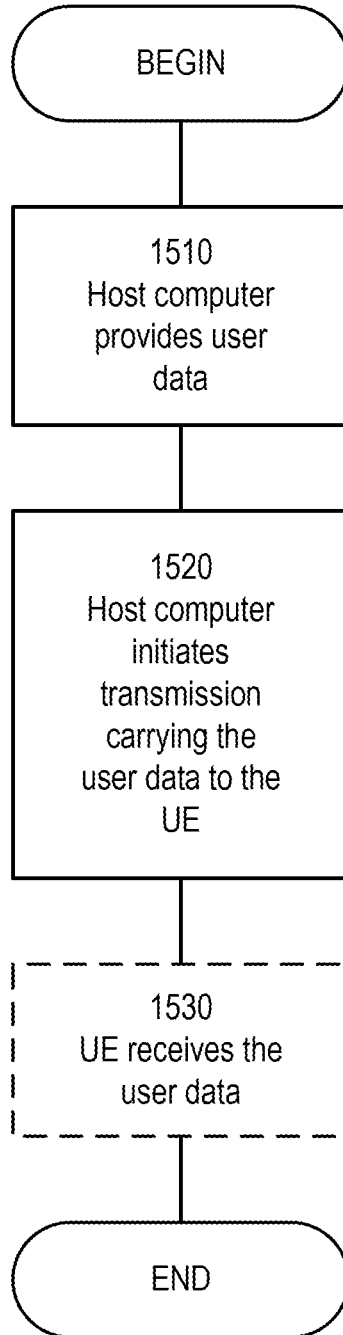 BEGIN
1510
Host computer
provides user
data
1520
Host computer
initiates
transmission
carrying the
user data to the
UE
1530
UE receives the
user data
END